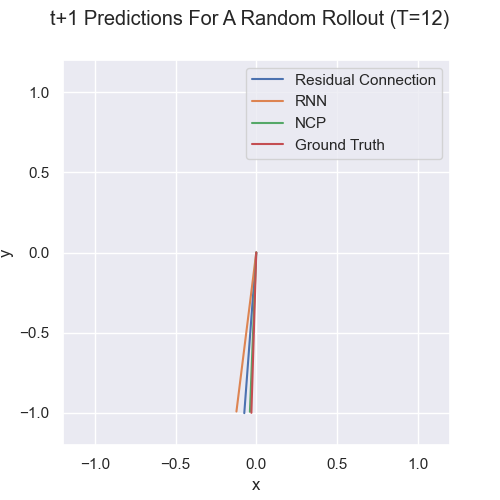 t+1 Predictions For A Random Rollout (T=12)
Residual Connection
RNN
NCP
Ground Truth
1.0
0.5
0.0
−0.5
−1.0
y
−1.0 −0.5 0.0 0.5 1.0
x